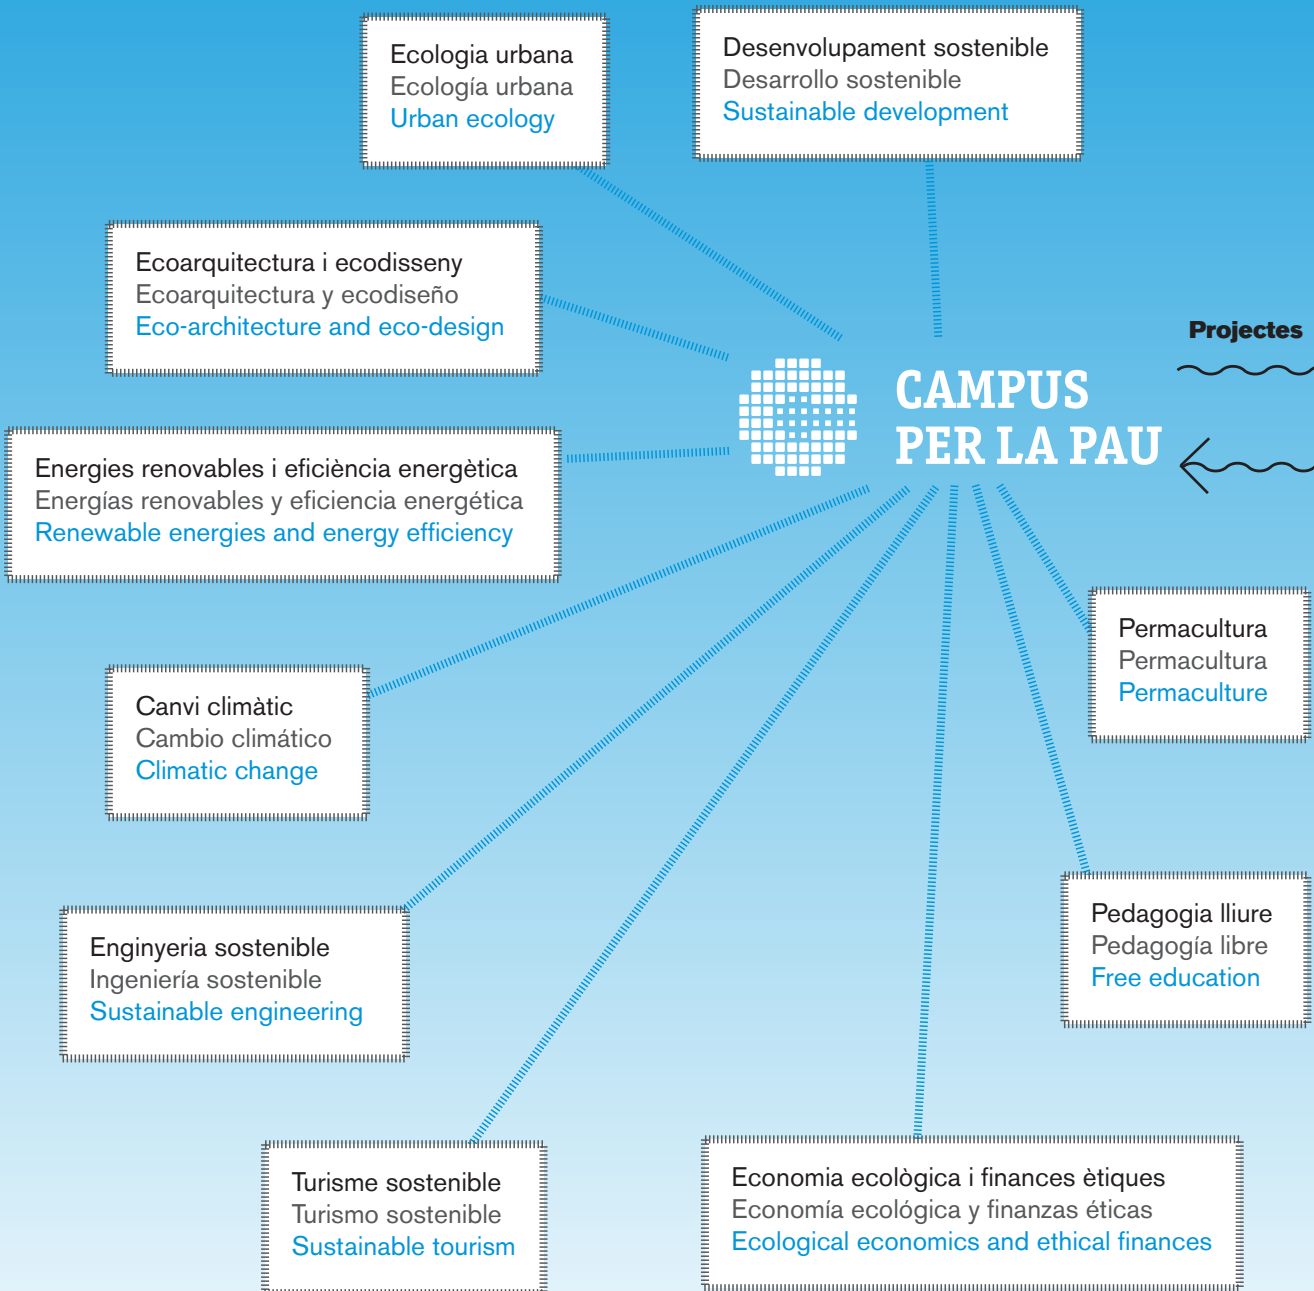 Ecologia urbana
Ecología urbana
Urban ecology
Desenvolupament sostenible
Desarrollo sostenible
Sustainable development
Ecoarquitectura i ecodisseny
Ecoarquitectura y ecodiseño
Eco-architecture and eco-design
Projectes
CAMPUS
PER LA PAU
Energies renovables i eficiència energètica
Energías renovables y eficiencia energética
Renewable energies and energy efficiency
Permacultura
Permacultura
Permaculture
Canvi climàtic
Cambio climático
Climatic change
Pedagogia lliure
Pedagogía libre
Free education
Enginyeria sostenible
Ingeniería sostenible
Sustainable engineering
Turisme sostenible
Turismo sostenible
Sustainable tourism
Economia ecològica i finances ètiques
Economía ecológica y finanzas éticas
Ecological economics and ethical finances